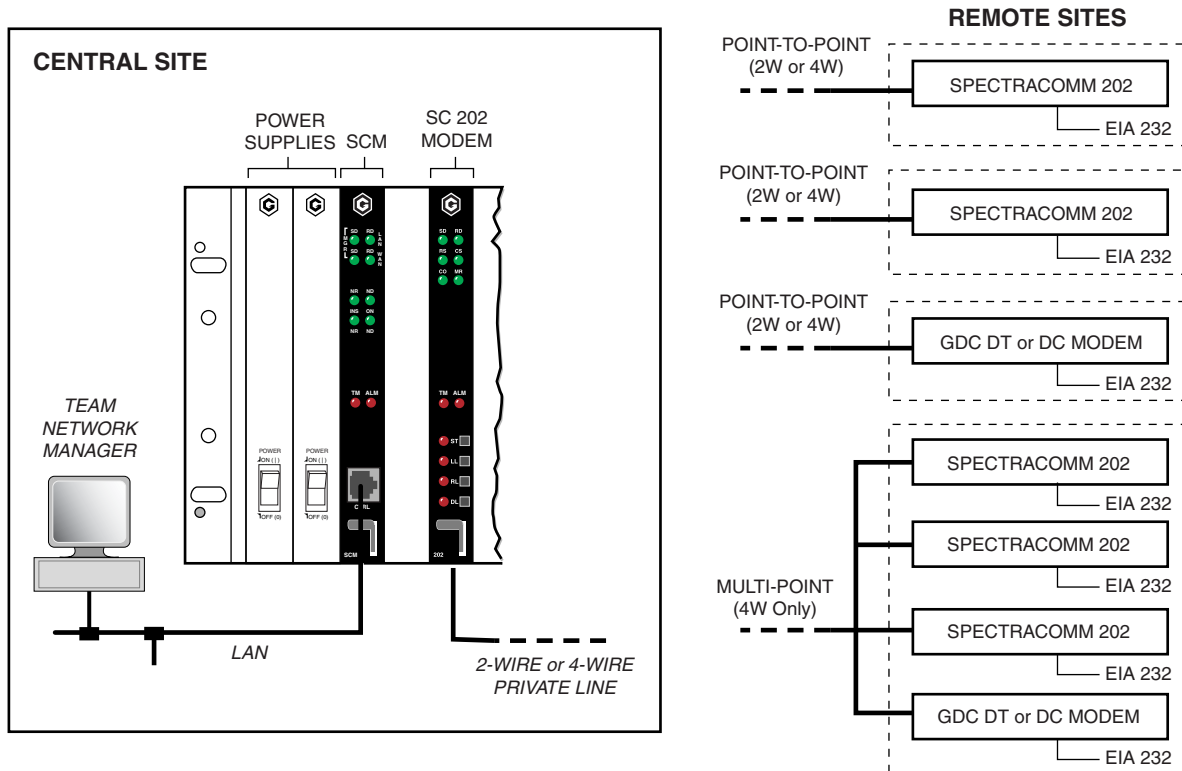 CENTRAL SITE
POWER
SUPPLIES
SCM
SC 202
MODEM
G
G
G
G
MGR
SD RD
LAN
SD RD
WAN
NR ND
INS ON
NR ND
TM ALM
C RL
SCM
SD RD
RS CS
CO MR
TM ALM
ST
LL
RL
DL
202
POWER
ON ( | )
OFF (0)
POWER
ON ( | )
OFF (0)
TEAM
NETWORK
MANAGER
LAN
2-WIRE or 4-WIRE
PRIVATE LINE
REMOTE SITES
POINT-TO-POINT
(2W or 4W)
SPECTRACOMM 202
EIA 232
POINT-TO-POINT
(2W or 4W)
SPECTRACOMM 202
EIA 232
POINT-TO-POINT
(2W or 4W)
GDC DT or DC MODEM
EIA 232
MULTI-POINT
(4W Only)
SPECTRACOMM 202
EIA 232
SPECTRACOMM 202
EIA 232
SPECTRACOMM 202
EIA 232
GDC DT or DC MODEM
EIA 232